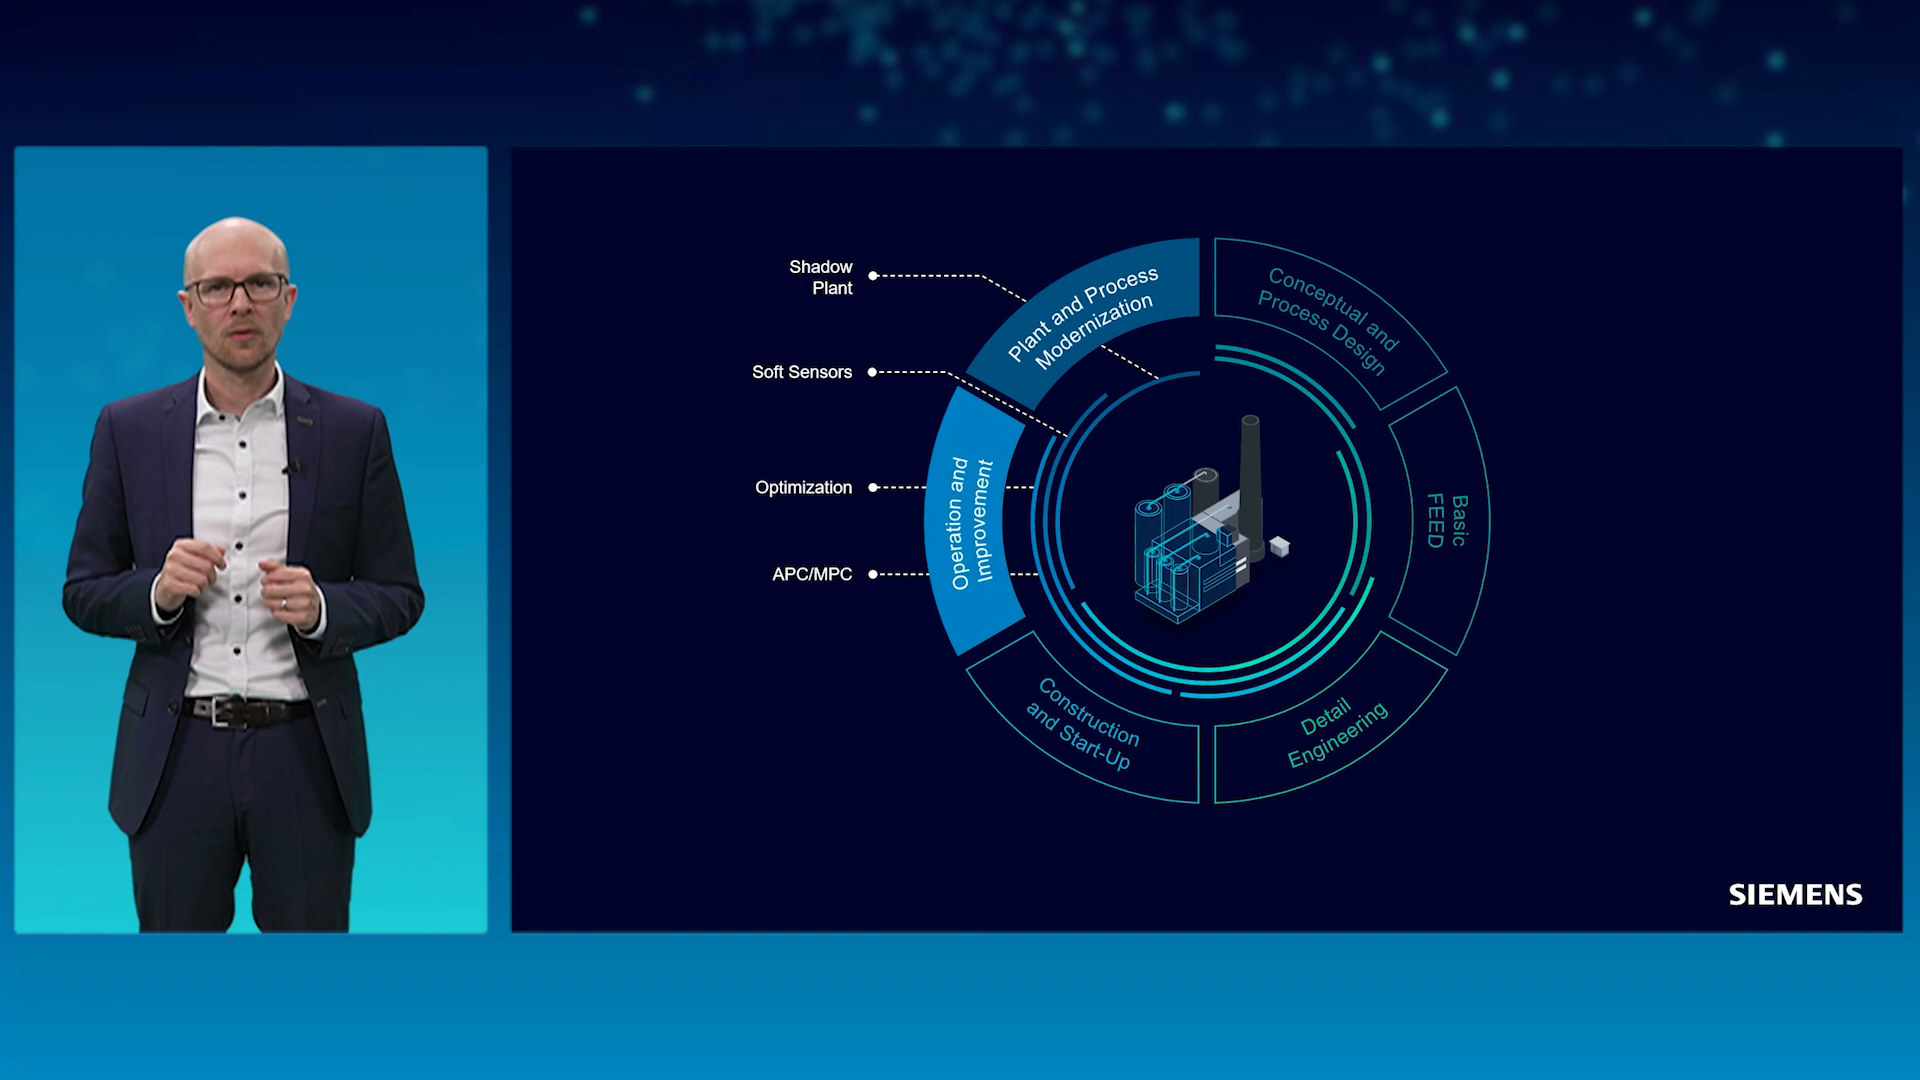 Shadow
Plant
Soft Sensors
Optimization
APC/MPC
Plant and Process
Modernization
Operation and
Improvement
Conceptual and
Process Design
Basic
FEED
Detail
Engineering
Construction
and Start-Up
SIEMENS